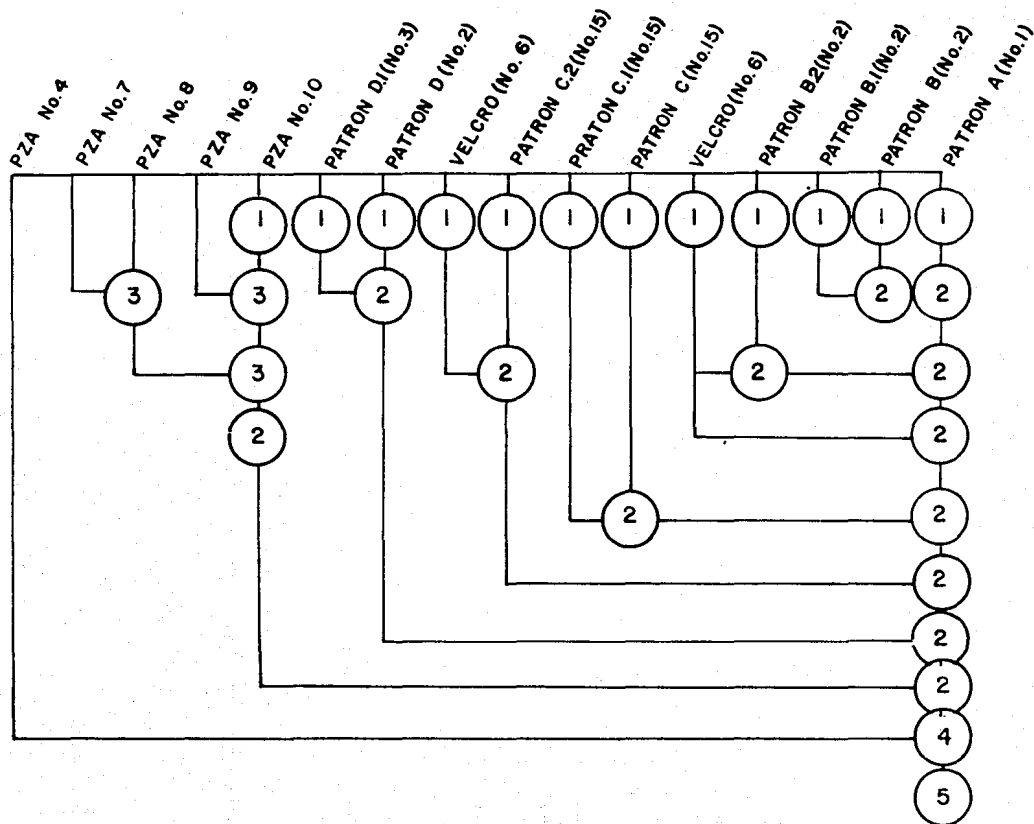 PZA No.4
PZA No.7
PZA No.8
PZA No.9
PZA No.10
PATRON D.1(No.3)
PATRON D(No.2)
VELCRO(No.6)
PATRON C.2(No.15)
PRATON C.1(No.15)
PATRON C(No.15)
VELCRO(No.6)
PATRON B.2(No.2)
PATRON B.1(No.2)
PATRON B(No.2)
PATRON A(No.1)
1 1 1 1 1 1 1 1 1 1 1 1
3 3 2 2 2
3 2 2 2
2 2
2 2
2
2
2
4
5